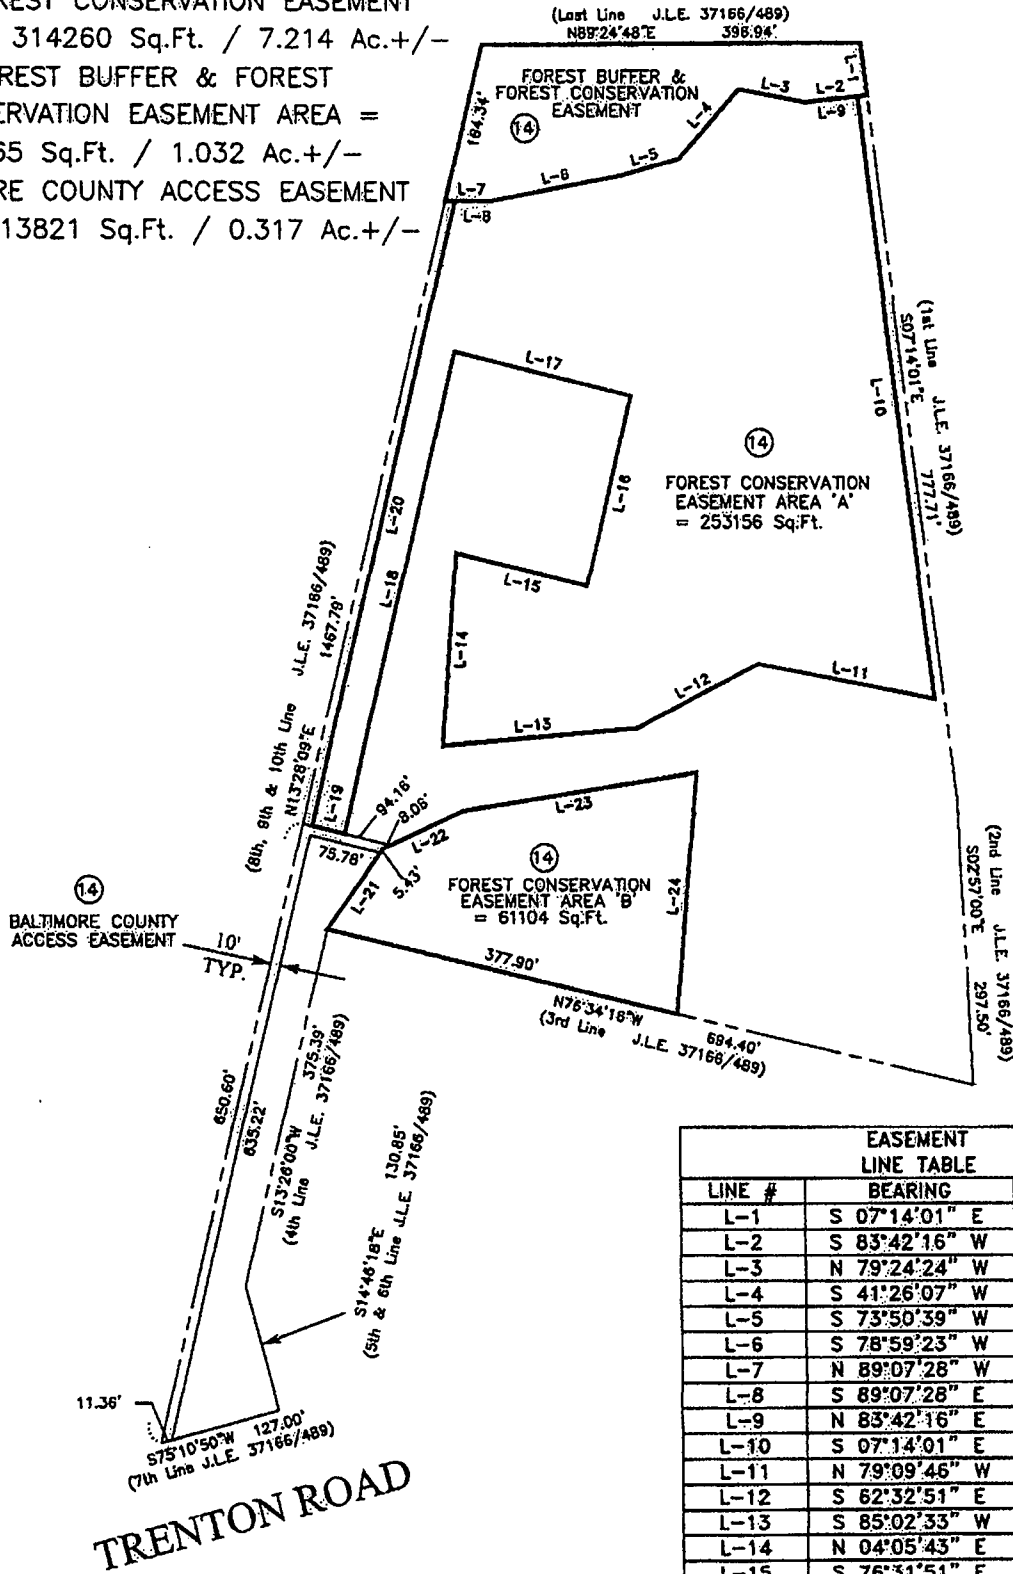 REST CONSERVATION EASEMENT
314260 Sq.Ft. / 7.214 Ac.+/-
REST BUFFER & FOREST
ERVATION EASEMENT AREA =
65 Sq.Ft. / 1.032 Ac.+/-
RE COUNTY ACCESS EASEMENT
13821 Sq.Ft. / 0.317 Ac.+/-
(Last Line J.L.E. 37166/489)
N89°24'48"E 396.94'
FOREST BUFFER &
FOREST CONSERVATION
EASEMENT
14
164.34'
L-1
L-2
L-3
L-4
L-5
L-6
L-7
L-8
L-9
L-10
(1st Line J.L.E. 37166/489)
S07°14'01"E 777.71'
14
FOREST CONSERVATION
EASEMENT AREA 'A'
= 253156 Sq.Ft.
L-17
L-16
L-15
L-14
L-13
L-12
L-11
L-20
L-18
L-19
(8th, 9th & 10th Line J.L.E. 37166/489)
N13°28'09"E 1467.79'
94.16'
8.06'
75.78'
5.43'
L-21
L-22
L-23
L-24
14
FOREST CONSERVATION
EASEMENT AREA 'B'
= 61104 Sq.Ft.
377.90'
N76°34'18"W 694.40'
(3rd Line J.L.E. 37166/489)
(2nd Line J.L.E. 37166/489)
S02°57'00"E 297.50'
14
BALTIMORE COUNTY
ACCESS EASEMENT
10'
TYP.
650.60'
635.22'
S13°26'00"W 375.39'
(4th Line J.L.E. 37166/489)
S14°46'18"E 130.85'
(5th & 6th Line J.L.E. 37166/489)
11.36'
S75°10'50"W 127.00'
(7th Line J.L.E. 37166/489)
TRENTON ROAD
EASEMENT
LINE TABLE
LINE # BEARING
L-1 S 07°14'01" E
L-2 S 83°42'16" W
L-3 N 79°24'24" W
L-4 S 41°26'07" W
L-5 S 73°50'39" W
L-6 S 78°59'23" W
L-7 N 89°07'28" W
L-8 S 89°07'28" E
L-9 N 83°42'16" E
L-10 S 07°14'01" E
L-11 N 79°09'46" W
L-12 S 62°32'51" E
L-13 S 85°02'33" W
L-14 N 04°05'43" E
L-15 S 76°31'51" E